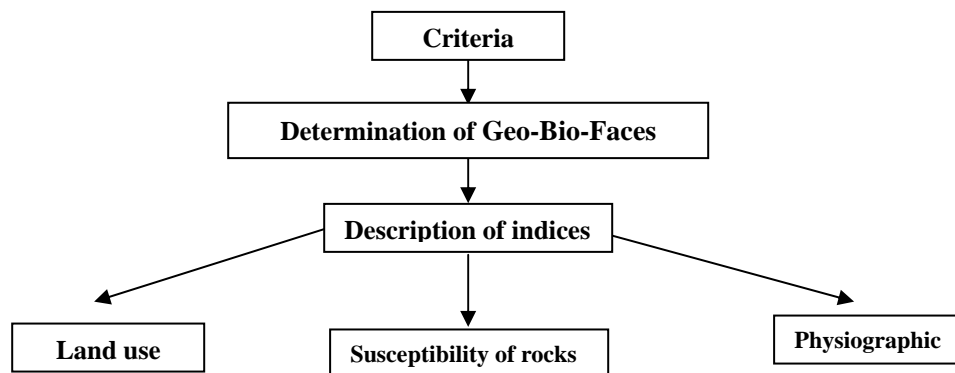 Criteria
Determination of Geo-Bio-Faces
Description of indices
Land use
Susceptibility of rocks
Physiographic